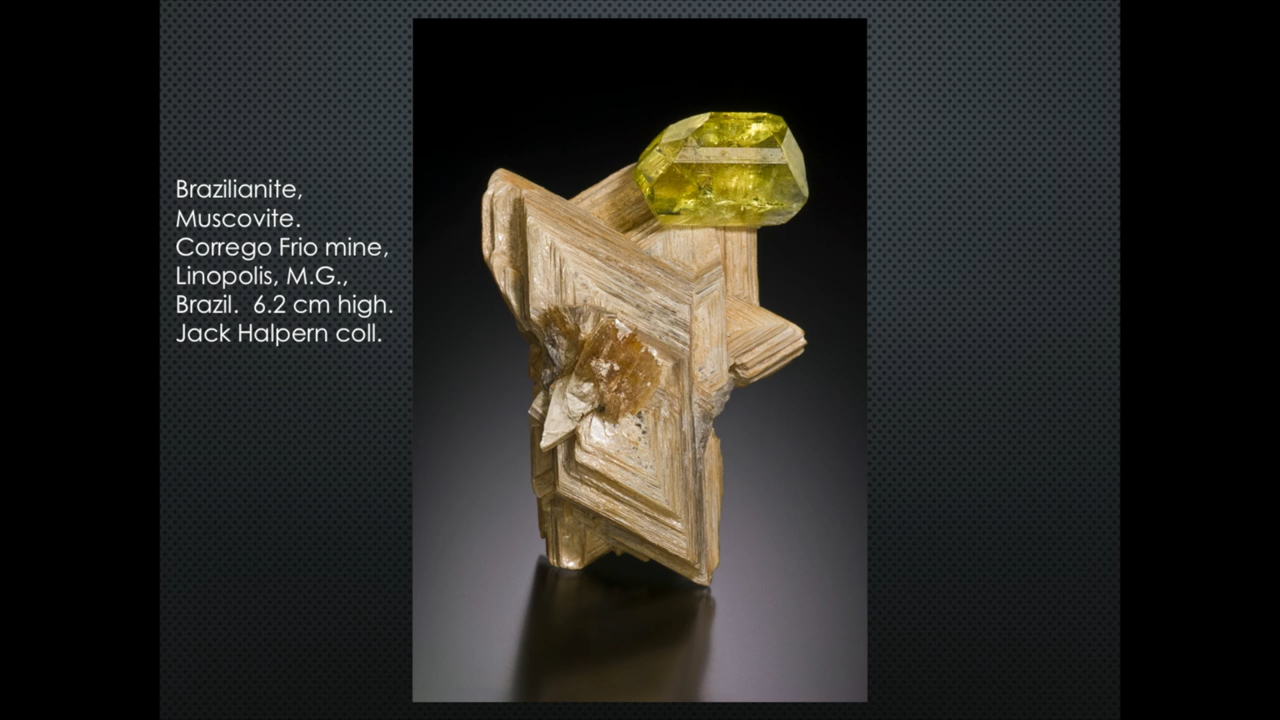 Brazilianite,
Muscovite.
Corrego Frio mine,
Linopolis, M.G.,
Brazil.  6.2 cm high.
Jack Halpern coll.